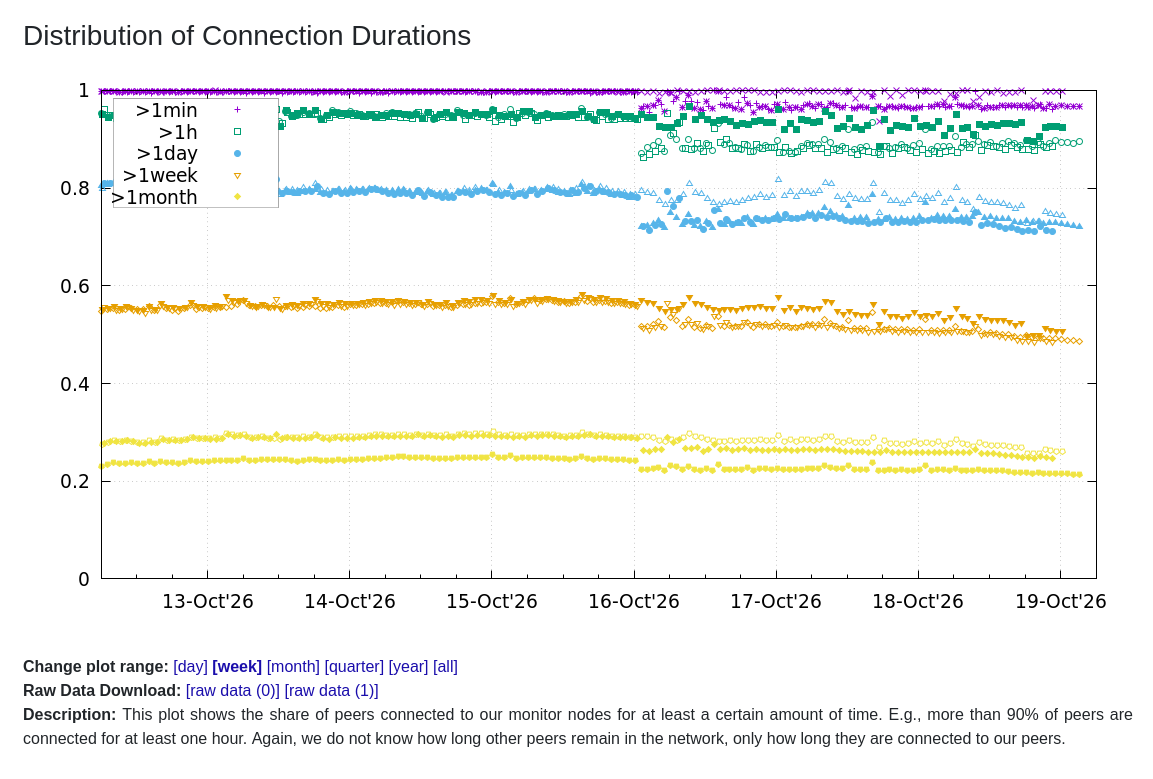 Distribution of Connection Durations
1
0.8
0.6
0.4
0.2
0
>1min
>1h
>1day
>1week
>1month
13-Oct'26 14-Oct'26 15-Oct'26 16-Oct'26 17-Oct'26 18-Oct'26 19-Oct'26
Change plot range: [day] [week] [month] [quarter] [year] [all]
Raw Data Download: [raw data (0)] [raw data (1)]
Description: This plot shows the share of peers connected to our monitor nodes for at least a certain amount of time. E.g., more than 90% of peers are
connected for at least one hour. Again, we do not know how long other peers remain in the network, only how long they are connected to our peers.